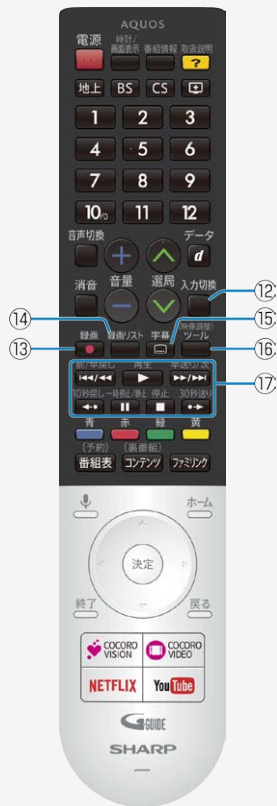 AQUOS
電源 時計/画面表示 番組情報 取扱説明
?
地上 BS CS
1 2 3
4 5 6
7 8 9
10/0 11 12
音声切換 データ
d
音量 選局
消音 入力切換 ⑫
⑭ ⑮ (映像調整)
⑬ 録画 録画リスト 字幕 ツール ⑯
前/早戻し 再生 早送り/次
⑰
10秒戻し 一時停止/静止 停止 30秒送り
青 赤 緑 黄
(予約) (裏番組)
番組表 コンテンツ ファミリンク
ホーム
決定
終了 戻る
COCORO VISION COCORO VIDEO
NETFLIX YouTube
G-GUIDE
SHARP